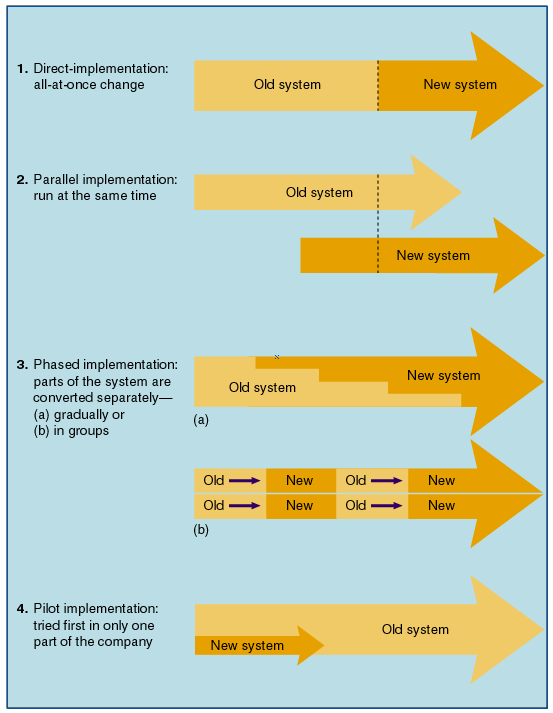 1. Direct-implementation:
all-at-once change
Old system
New system
2. Parallel implementation:
run at the same time
Old system
New system
3. Phased implementation:
parts of the system are
converted separately—
(a) gradually or
(b) in groups
New system
Old system
(a)
Old New Old New
Old New Old New
(b)
4. Pilot implementation:
tried first in only one
part of the company
Old system
New system